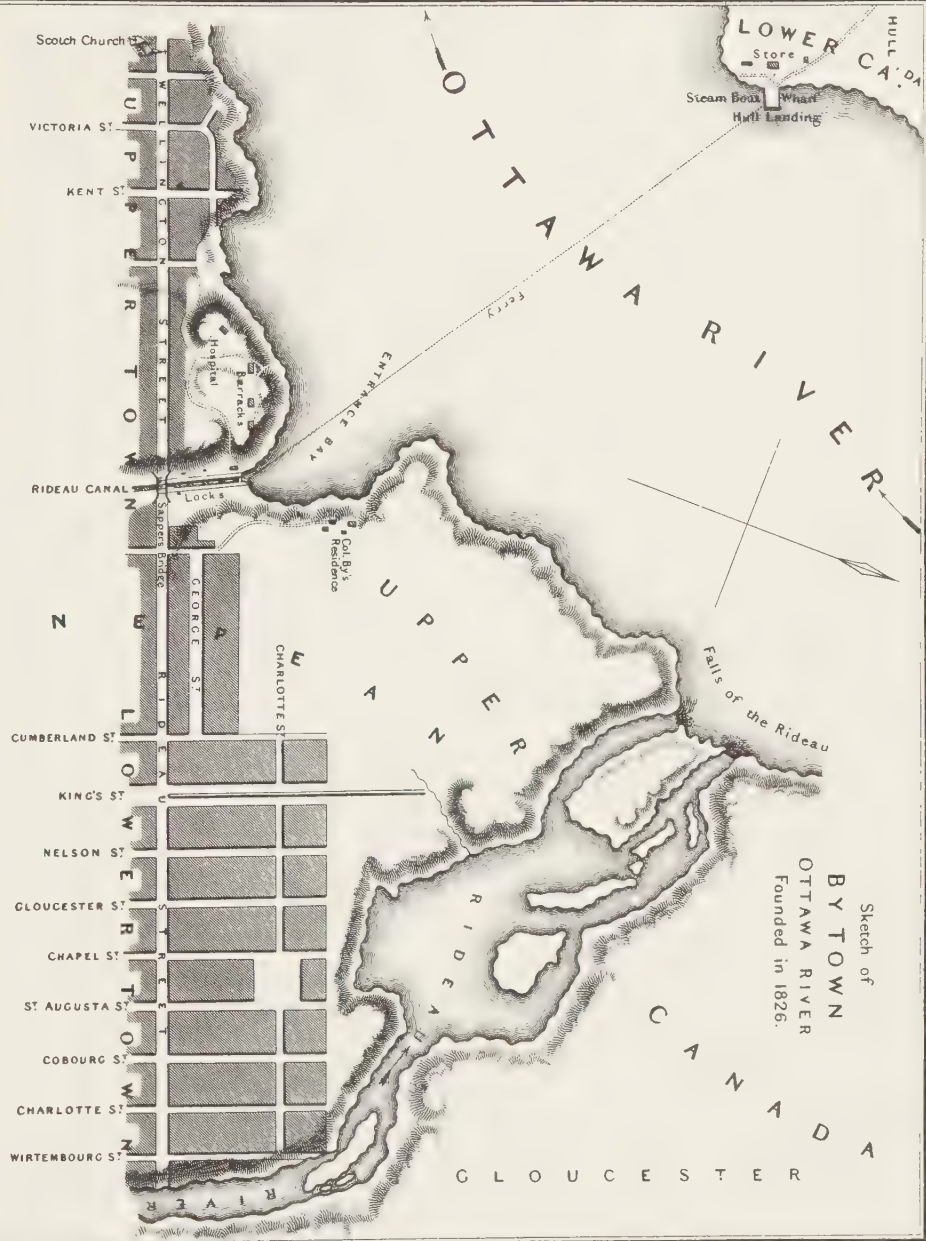 Sketch of
BY TOWN
OTTAWA RIVER
Founded in 1826.
LOWER CA'DA
HULL
Store
Steam Boat Wharf
Hull Landing
OTTAWA RIVER
Ferry
ENTRANCE BAY
Scotch Church
VICTORIA ST.
KENT ST.
WELLINGTON STREET
UPPER TOWN
Hospital
Barracks
RIDEAU CANAL
Locks
Sappers Bridge
Col. By's
Residence
GEORGE ST.
CHARLOTTE ST.
NEPEAN
UPPER
CANADA
Falls of the Rideau
CUMBERLAND ST.
KING'S ST.
NELSON ST.
GLOUCESTER ST.
CHAPEL ST.
ST. AUGUSTA ST.
COBOURG ST.
CHARLOTTE ST.
WIRTEMBOURG ST.
RIDEAU STREET
LOWER TOWN
RIDEAU
RIVER
GLOUCESTER